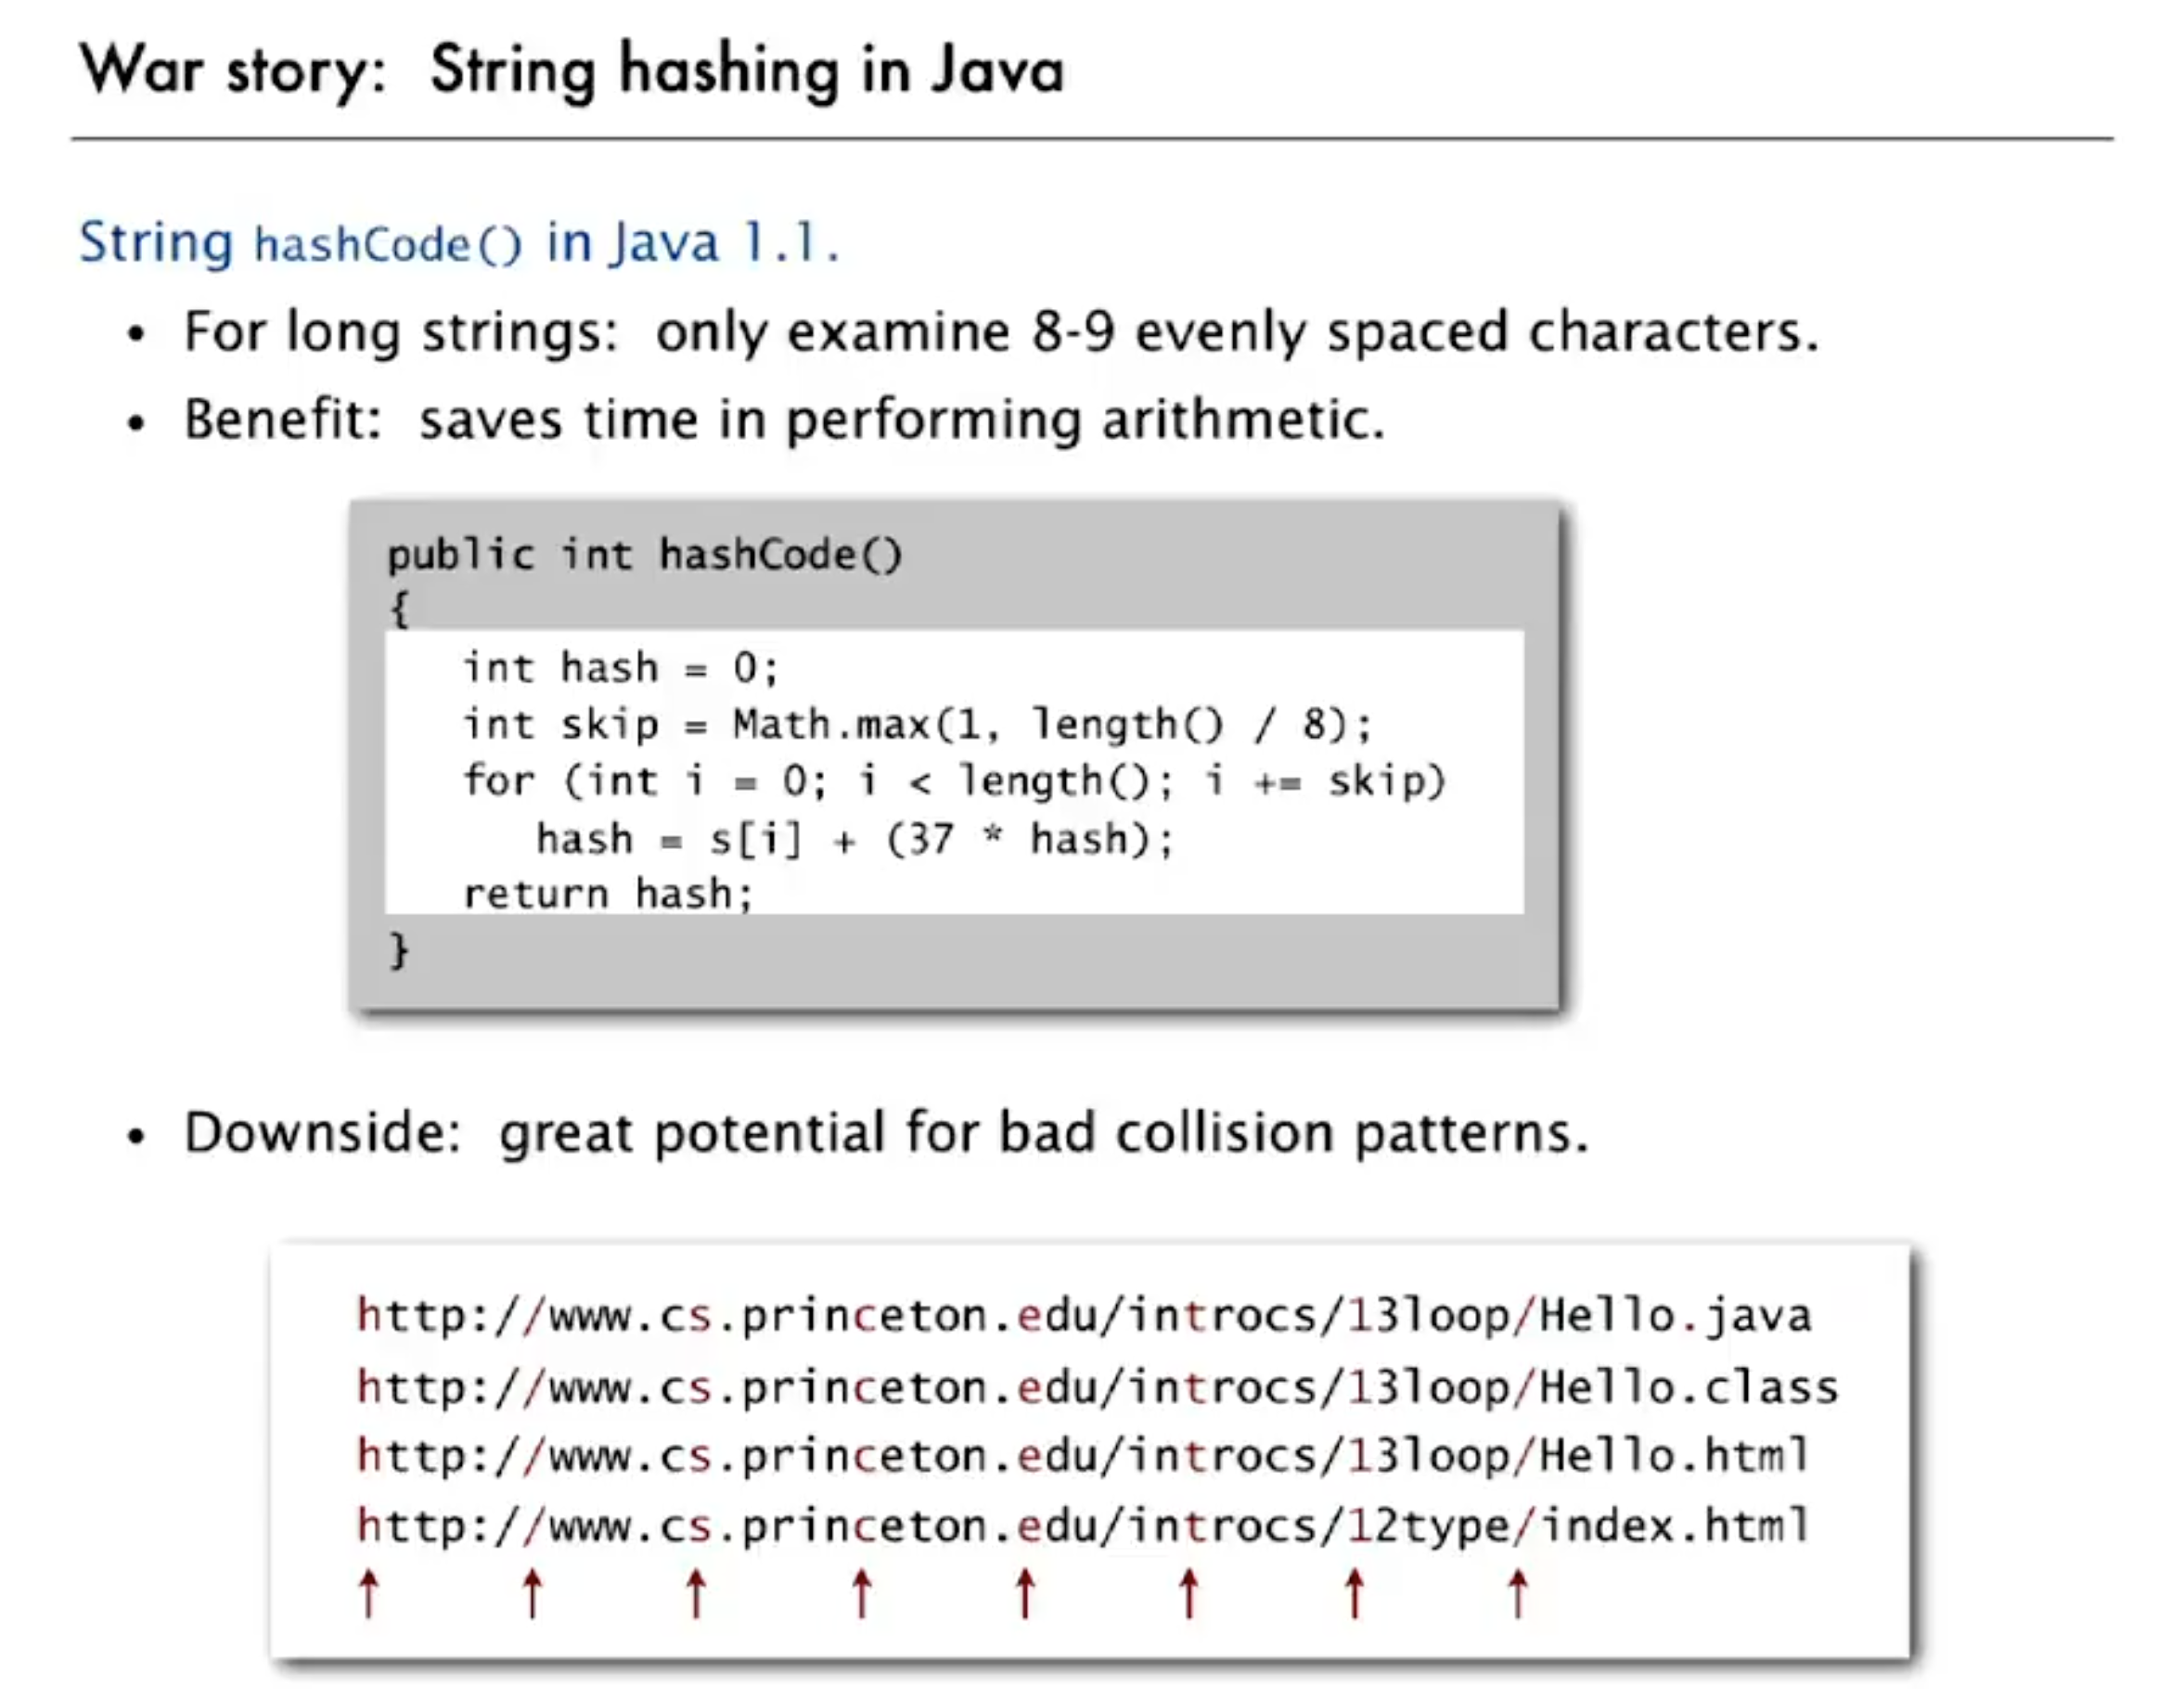 War story: String hashing in Java
String hashCode() in Java 1.1.
• For long strings: only examine 8-9 evenly spaced characters.
• Benefit: saves time in performing arithmetic.
public int hashCode()
{
int hash = 0;
int skip = Math.max(1, length() / 8);
for (int i = 0; i < length(); i += skip)
hash = s[i] + (37 * hash);
return hash;
}
• Downside: great potential for bad collision patterns.
http://www.cs.princeton.edu/introcs/13loop/Hello.java
http://www.cs.princeton.edu/introcs/13loop/Hello.class
http://www.cs.princeton.edu/introcs/13loop/Hello.html
http://www.cs.princeton.edu/introcs/12type/index.html